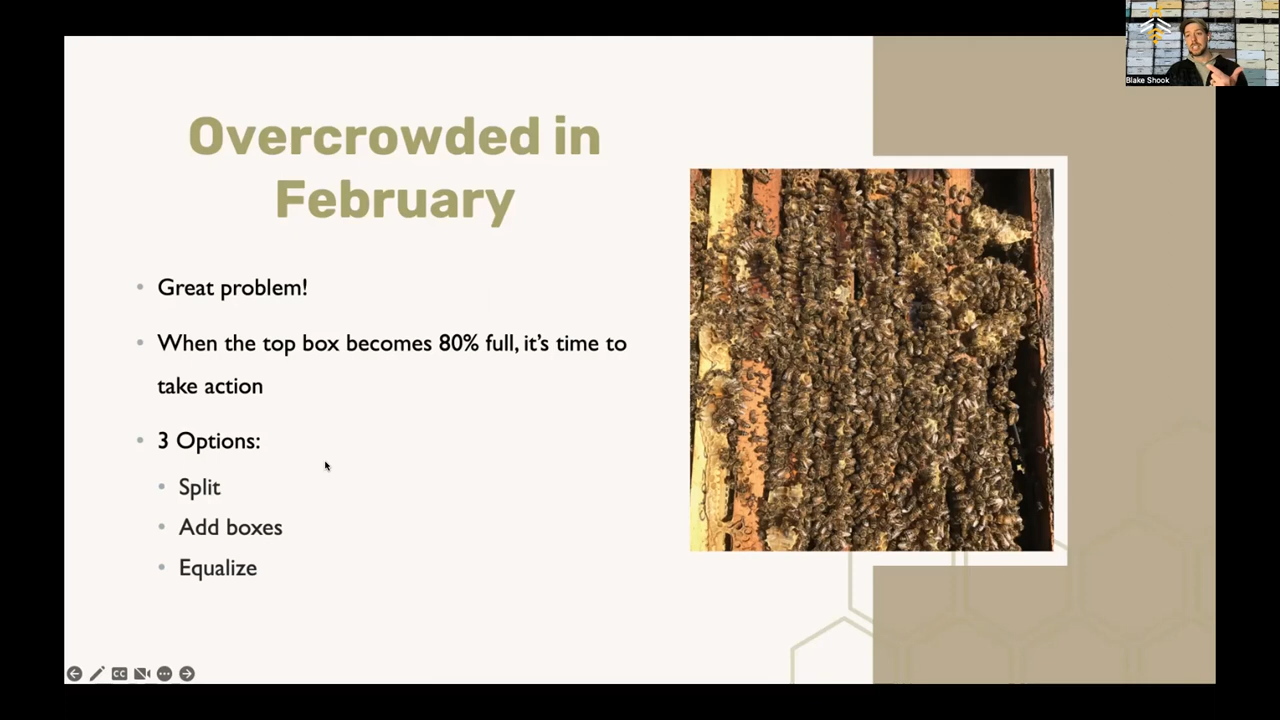 Overcrowded in
February
Great problem!
When the top box becomes 80% full, it's time to
take action
3 Options:
Split
Add boxes
Equalize
Blake Shook
CC